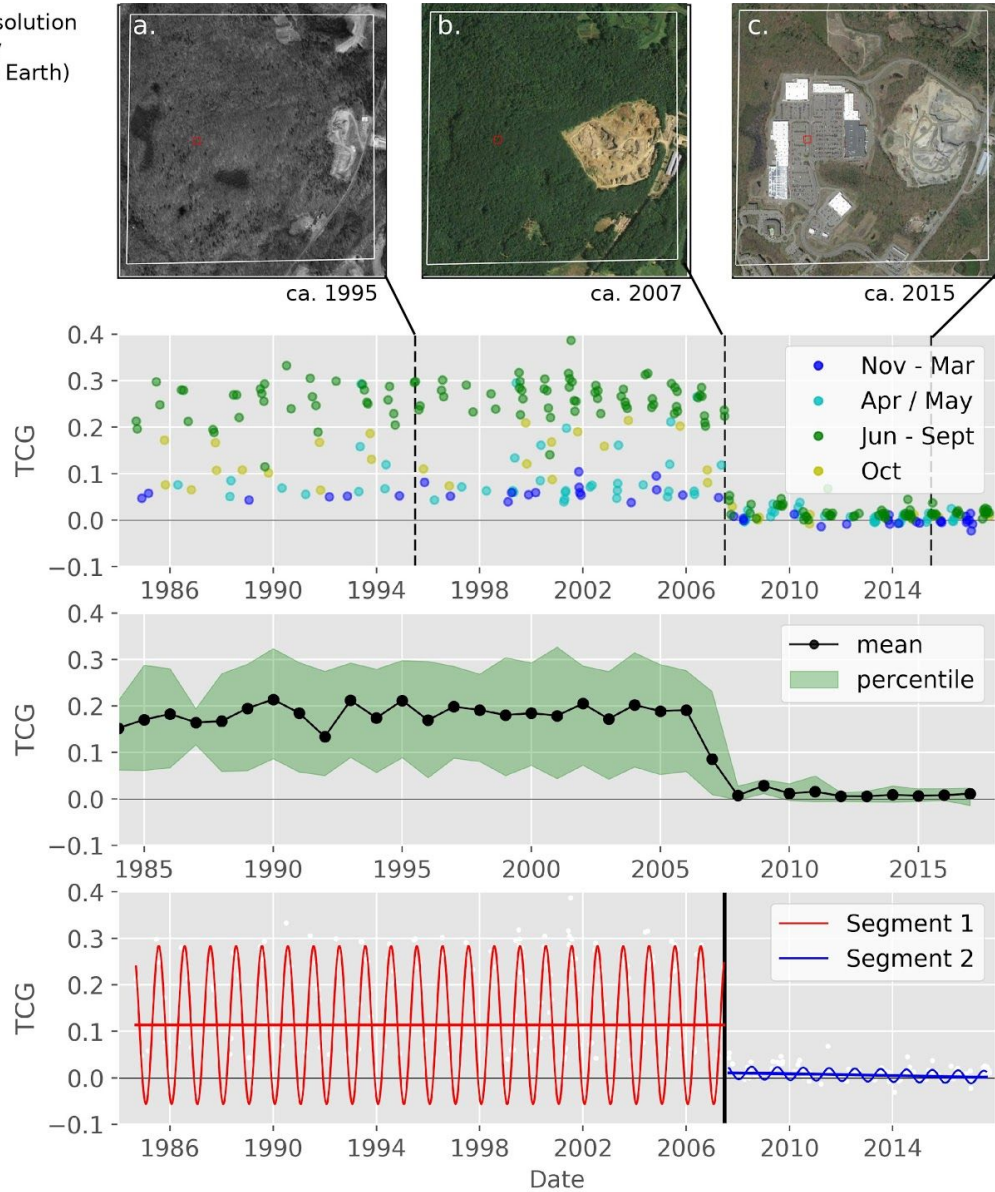 solution
Earth)
a.
b.
c.
ca. 1995
ca. 2007
ca. 2015
0.4
0.3
0.2
0.1
0.0
−0.1
TCG
Nov - Mar
Apr / May
Jun - Sept
Oct
1986
1990
1994
1998
2002
2006
2010
2014
0.4
0.3
0.2
0.1
0.0
−0.1
TCG
mean
percentile
1985
1990
1995
2000
2005
2010
2015
0.4
0.3
0.2
0.1
0.0
−0.1
TCG
Segment 1
Segment 2
1986
1990
1994
1998
2002
2006
2010
2014
Date